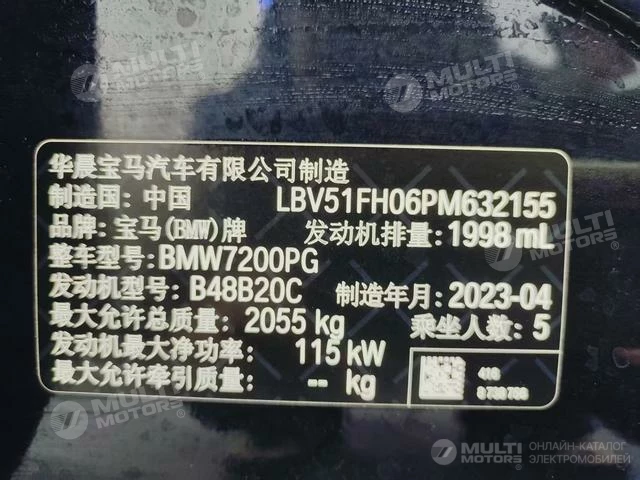 华晨宝马汽车有限公司制造
制造国: 中国 LBV51FH06PM632155
品牌: 宝马(BMW)牌 发动机排量: 1998 mL
整车型号: BMW7200PG
发动机型号: B48B20C 制造年月: 2023-04
最大允许总质量: 2055 kg 乘坐人数: 5
发动机最大净功率: 115 kW
最大允许牵引质量: -- kg
MULTI MOTORS
ОНЛАЙН-КАТАЛОГ
ЭЛЕКТРОМОБИЛЕЙ